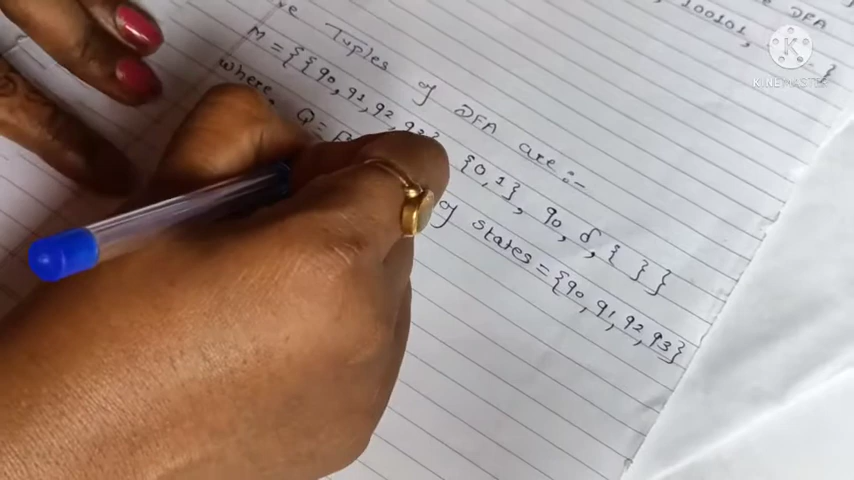 DFA
100101,
}
Tuples of DFA are :-
M = { {q0, q1, q2, q3} {0, 1}, q0, δ, { } }
where Q = of states = {q0, q1, q2, q3}
K
KINEMASTER